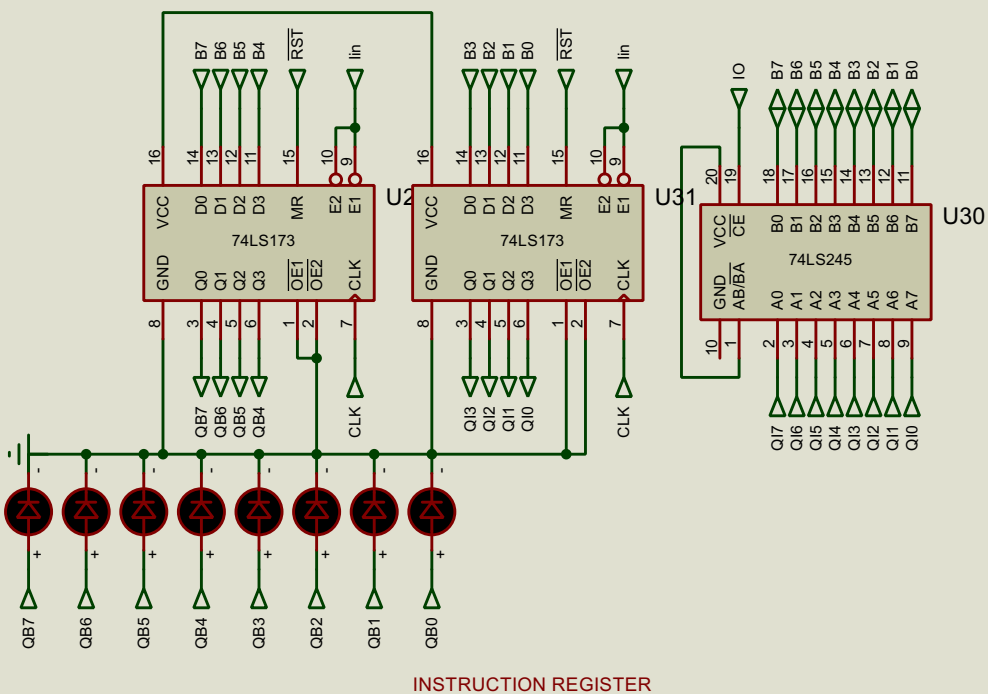 B7 B6 B5 B4 RST Iin B3 B2 B1 B0 RST Iin IO B7 B6 B5 B4 B3 B2 B1 B0
16 14 13 12 11 15 10 9 16 14 13 12 11 15 10 9 20 19 18 17 16 15 14 13 12 11
VCC D0 D1 D2 D3 MR E2 E1 U2
74LS173
GND Q0 Q1 Q2 Q3 OE1 OE2 CLK
VCC D0 D1 D2 D3 MR E2 E1 U31
74LS173
GND Q0 Q1 Q2 Q3 OE1 OE2 CLK
VCC CE B0 B1 B2 B3 B4 B5 B6 B7 U30
74LS245
GND AB/BA A0 A1 A2 A3 A4 A5 A6 A7
8 3 4 5 6 1 2 7 8 3 4 5 6 1 2 7 10 1 2 3 4 5 6 7 8 9
QB7 QB6 QB5 QB4 CLK QI3 QI2 QI1 QI0 CLK QI7 QI6 QI5 QI4 QI3 QI2 QI1 QI0
- - - - - - - -
+ + + + + + + +
QB7 QB6 QB5 QB4 QB3 QB2 QB1 QB0
INSTRUCTION REGISTER